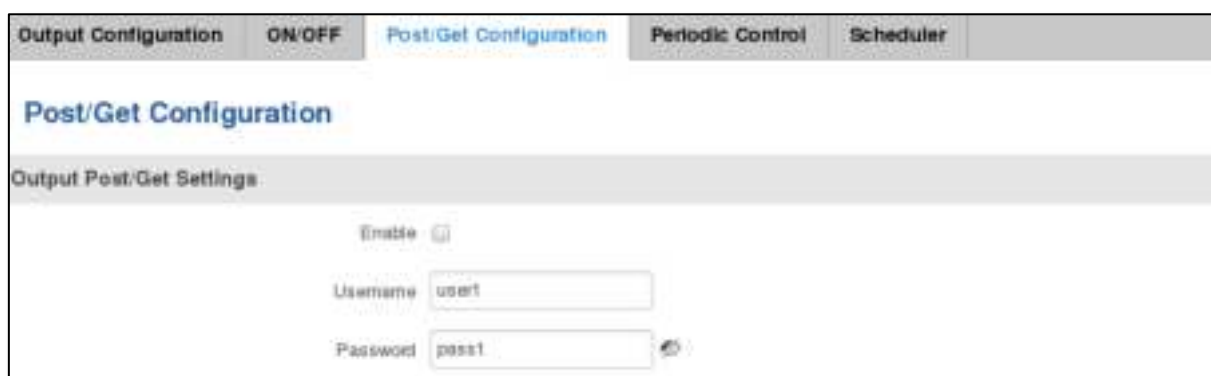 Output Configuration ON/OFF Post/Get Configuration Periodic Control Scheduler
Post/Get Configuration
Output Post/Get Settings
Enable
Username user1
Password pass1